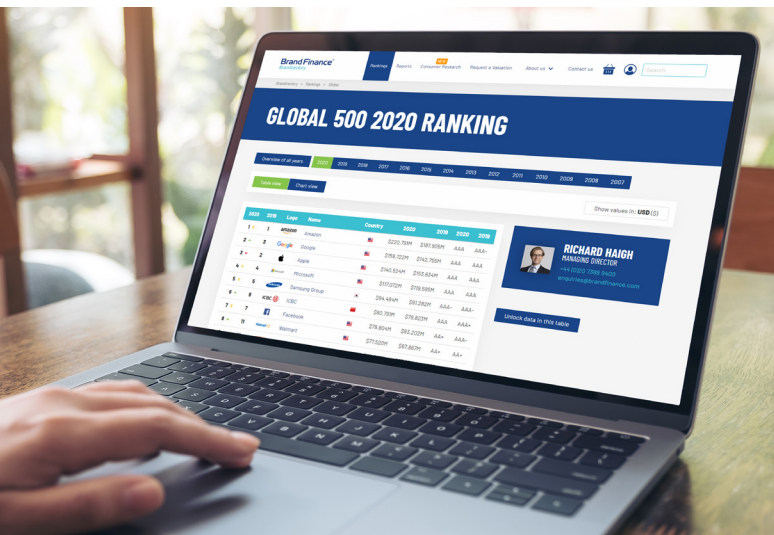 BrandFinance®
Brandirectory
Rankings Reports Consumer Research Request a Valuation About us Contact us Search
Brandirectory > Rankings > Global
GLOBAL 500 2020 RANKING
Overview of all years 2020 2019 2018 2017 2016 2015 2014 2013 2012 2011 2010 2009 2008 2007
Table view Chart view
Show values in: USD ($)
2020 2019 Logo Name Country 2020 2019 2020 2019
1 1 amazon Amazon $220,791M $187,905M AAA AAA-
2 3 Google Google $159,722M $142,755M AAA AAA
3 2 Apple $140,524M $153,634M AAA AAA
4 4 Microsoft Microsoft $117,072M $119,595M AAA AAA
5 5 SAMSUNG Samsung Group $94,494M $91,282M AAA- AAA-
6 8 ICBC ICBC $80,791M $79,823M AAA AAA+
7 7 Facebook $79,804M $83,202M AA+ AAA-
8 11 Walmart Walmart $77,520M $67,867M AA+ AA+
RICHARD HAIGH
MANAGING DIRECTOR
+44 (0)20 7389 9400
enquiries@brandfinance.com
Unlock data in this table